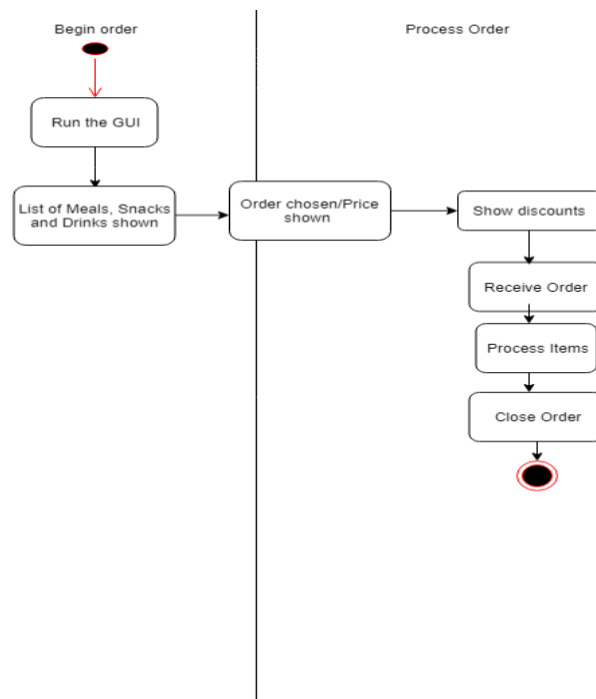 Begin order
Process Order
Run the GUI
List of Meals, Snacks
and Drinks shown
Order chosen/Price
shown
Show discounts
Receive Order
Process Items
Close Order